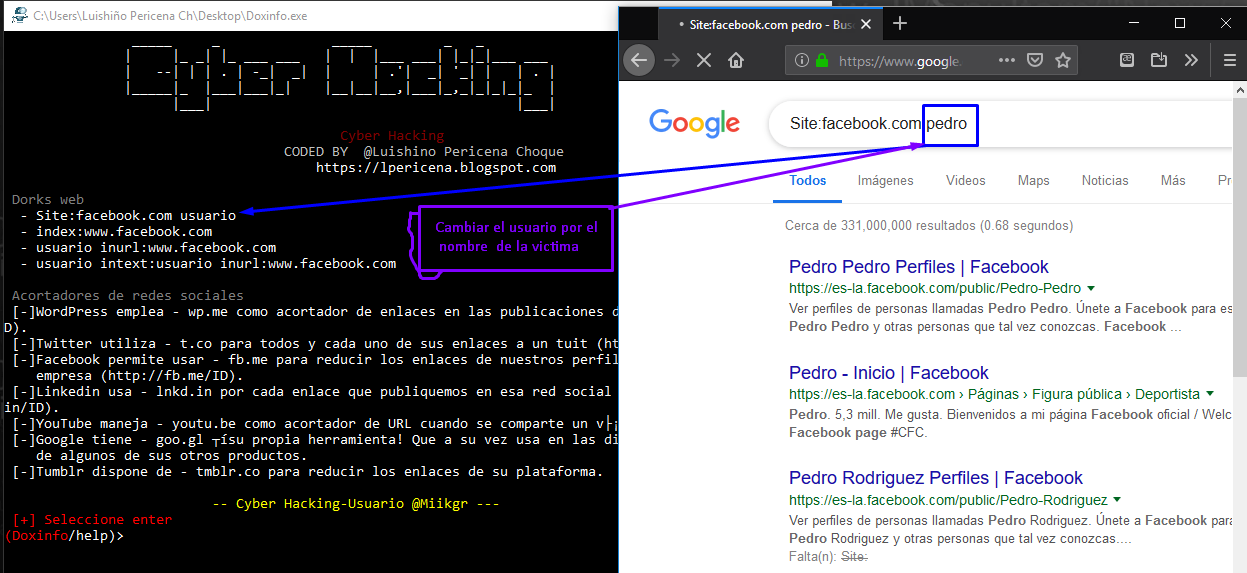 C:\Users\Luishiño Pericena Ch\Desktop\Doxinfo.exe
Cyber Hacking
Cyber Hacking
CODED BY @Luishino Pericena Choque
https://lpericena.blogspot.com
Dorks web
- Site:facebook.com usuario
- index:www.facebook.com
- usuario inurl:www.facebook.com
- usuario intext:usuario inurl:www.facebook.com
Cambiar el usuario por el
nombre de la victima
Acortadores de redes sociales
[-]WordPress emplea - wp.me como acortador de enlaces en las publicaciones d
D).
[-]Twitter utiliza - t.co para todos y cada uno de sus enlaces a un tuit (ht
[-]Facebook permite usar - fb.me para reducir los enlaces de nuestros perfil
empresa (http://fb.me/ID).
[-]Linkedin usa - lnkd.in por cada enlace que publiquemos en esa red social
in/ID).
[-]YouTube maneja - youtu.be como acortador de URL cuando se comparte un v├¡
[-]Google tiene - goo.gl ┬ísu propia herramienta! Que a su vez usa en las di
de algunos de sus otros productos.
[-]Tumblr dispone de - tmblr.co para reducir los enlaces de su plataforma.
-- Cyber Hacking-Usuario @Miikgr ---
[+] Seleccione enter
(Doxinfo/help)>
Site:facebook.com pedro - Bus
https://www.google.
Google
Site:facebook.com pedro
Todos Imágenes Videos Maps Noticias Más Pr
Cerca de 331,000,000 resultados (0.68 segundos)
Pedro Pedro Perfiles | Facebook
https://es-la.facebook.com/public/Pedro-Pedro
Ver perfiles de personas llamadas Pedro Pedro. Únete a Facebook para es
Pedro Pedro y otras personas que tal vez conozcas. Facebook ...
Pedro - Inicio | Facebook
https://es-la.facebook.com › Páginas › Figura pública › Deportista
Pedro. 5,3 mill. Me gusta. Bienvenidos a mi página Facebook oficial / Welc
Facebook page #CFC.
Pedro Rodriguez Perfiles | Facebook
https://es-la.facebook.com/public/Pedro-Rodriguez
Ver perfiles de personas llamadas Pedro Rodriguez. Únete a Facebook para
Pedro Rodriguez y otras personas que tal vez conozcas....
Falta(n): Site: